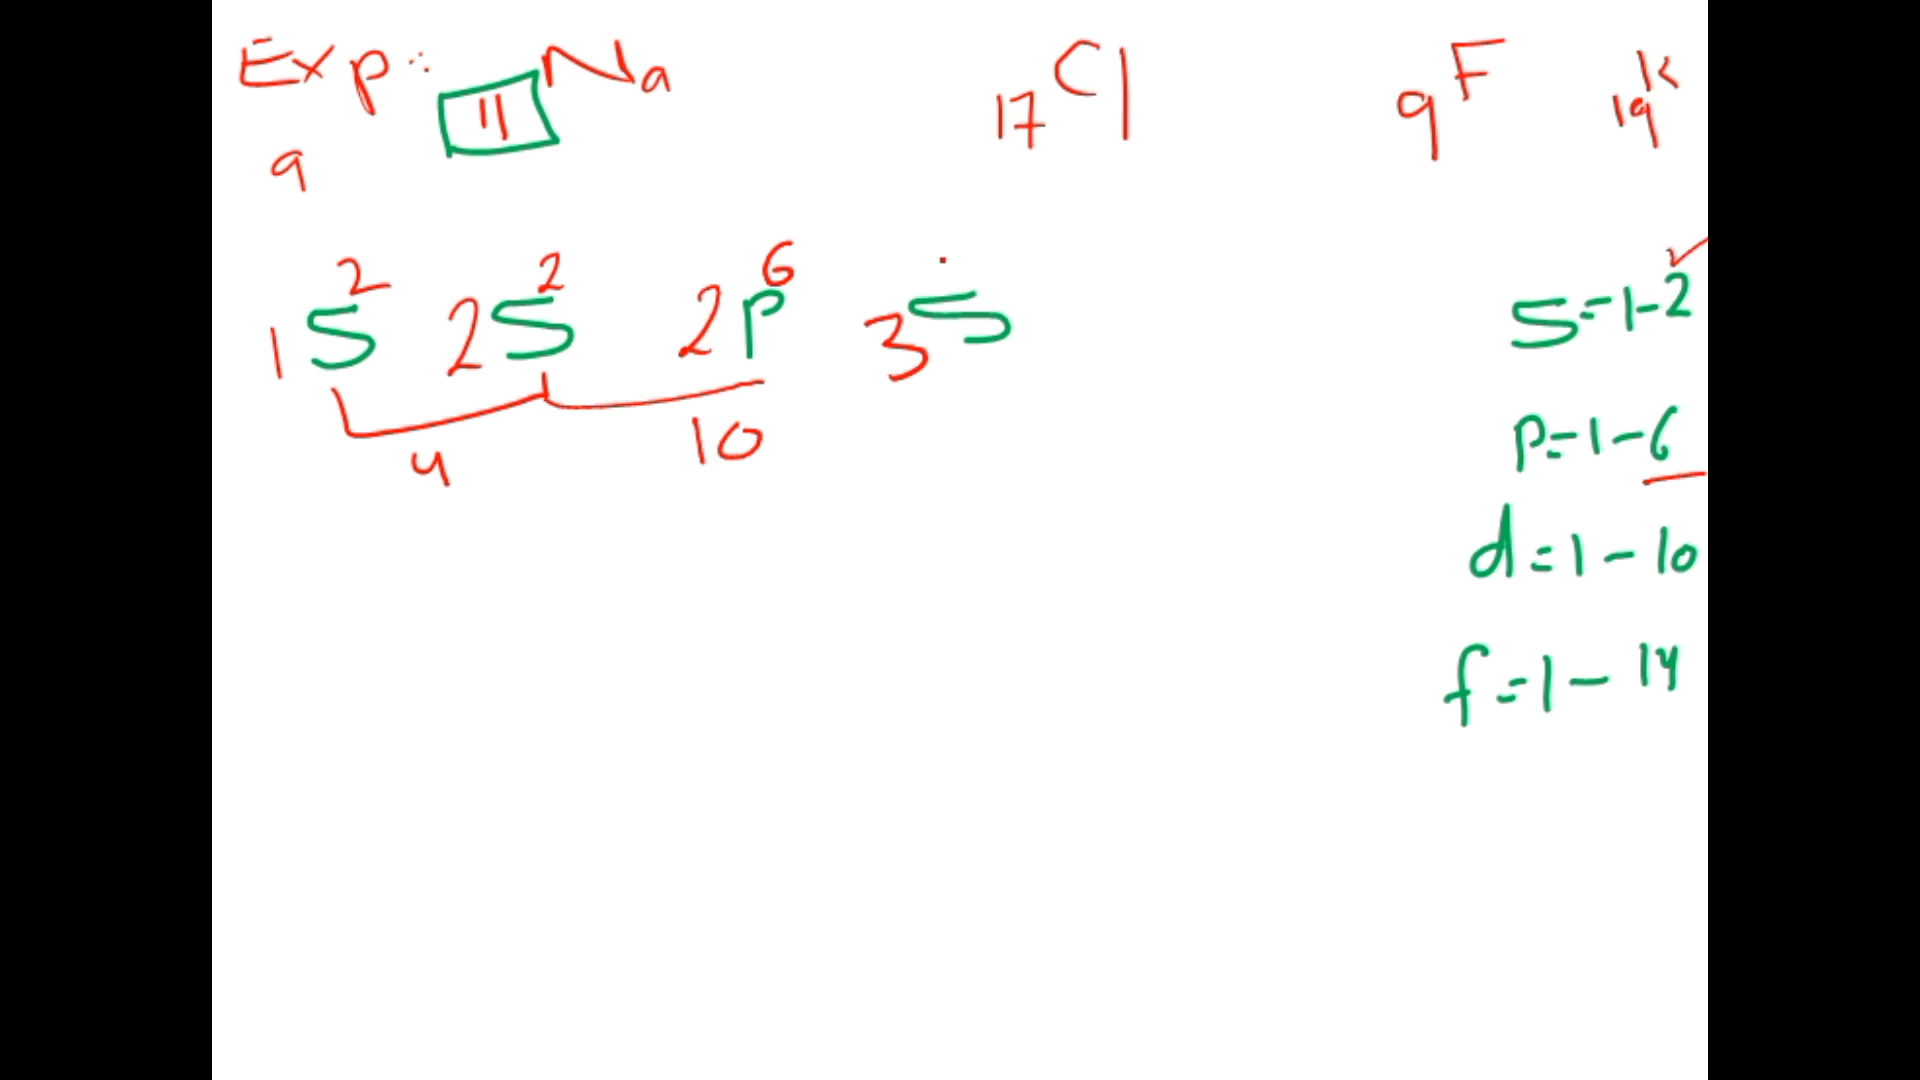 Exp: 11Na 17Cl 9F 19K
9
1s² 2s² 2p⁶ 3s
4 10
s=1-2
p=1-6
d=1-10
f=1-14